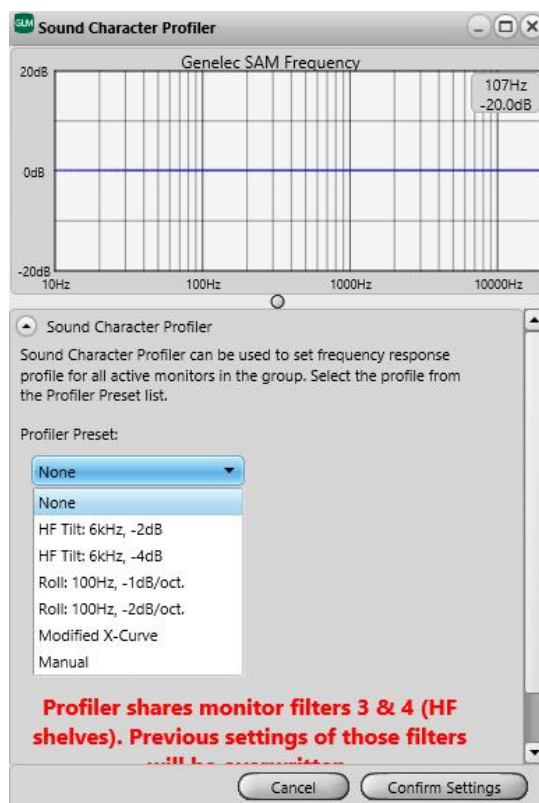 GLM Sound Character Profiler
Genelec SAM Frequency
20dB
107Hz
-20.0dB
0dB
-20dB
10Hz 100Hz 1000Hz 10000Hz
Sound Character Profiler
Sound Character Profiler can be used to set frequency response
profile for all active monitors in the group. Select the profile from
the Profiler Preset list.
Profiler Preset:
None
None
HF Tilt: 6kHz, -2dB
HF Tilt: 6kHz, -4dB
Roll: 100Hz, -1dB/oct.
Roll: 100Hz, -2dB/oct.
Modified X-Curve
Manual
Profiler shares monitor filters 3 & 4 (HF
shelves). Previous settings of those filters
will be overwritten
Cancel Confirm Settings